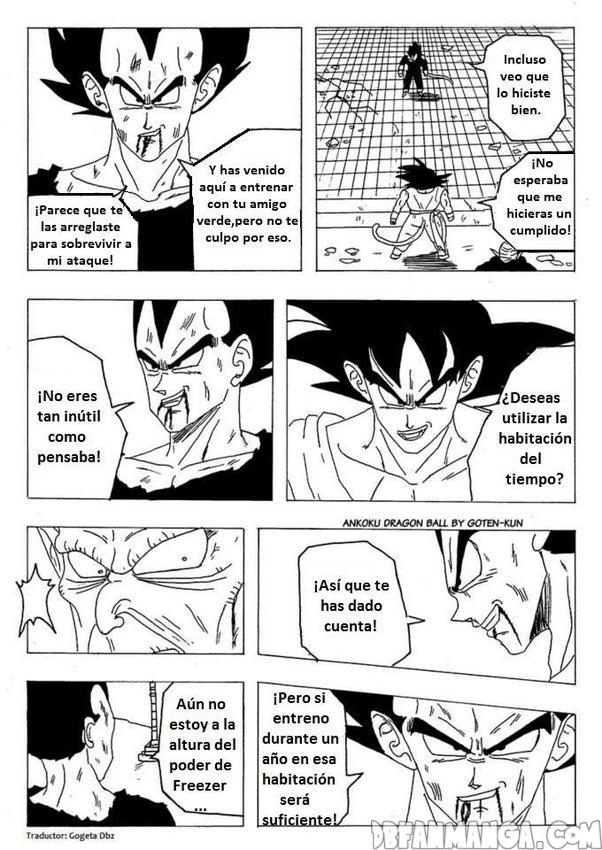 ¡Parece que te
las arreglaste
para sobrevivir a
mi ataque!
Y has venido
aquí a entrenar
con tu amigo
verde,pero no te
culpo por eso.
Incluso
veo que
lo hiciste
bien.
¡No
esperaba
que me
hicieras un
cumplido!
¡No eres
tan inútil
como
pensaba!
¿Deseas
utilizar la
habitación
del
tiempo?
ANKOKU DRAGON BALL BY GOTEN-KUN
¡Así que te
has dado
cuenta!
Aún no
estoy a la
altura del
poder de
Freezer
...
¡Pero si
entreno
durante un
año en esa
habitación
será
suficiente!
Traductor: Gogeta Dbz
DBFANMANGA.COM